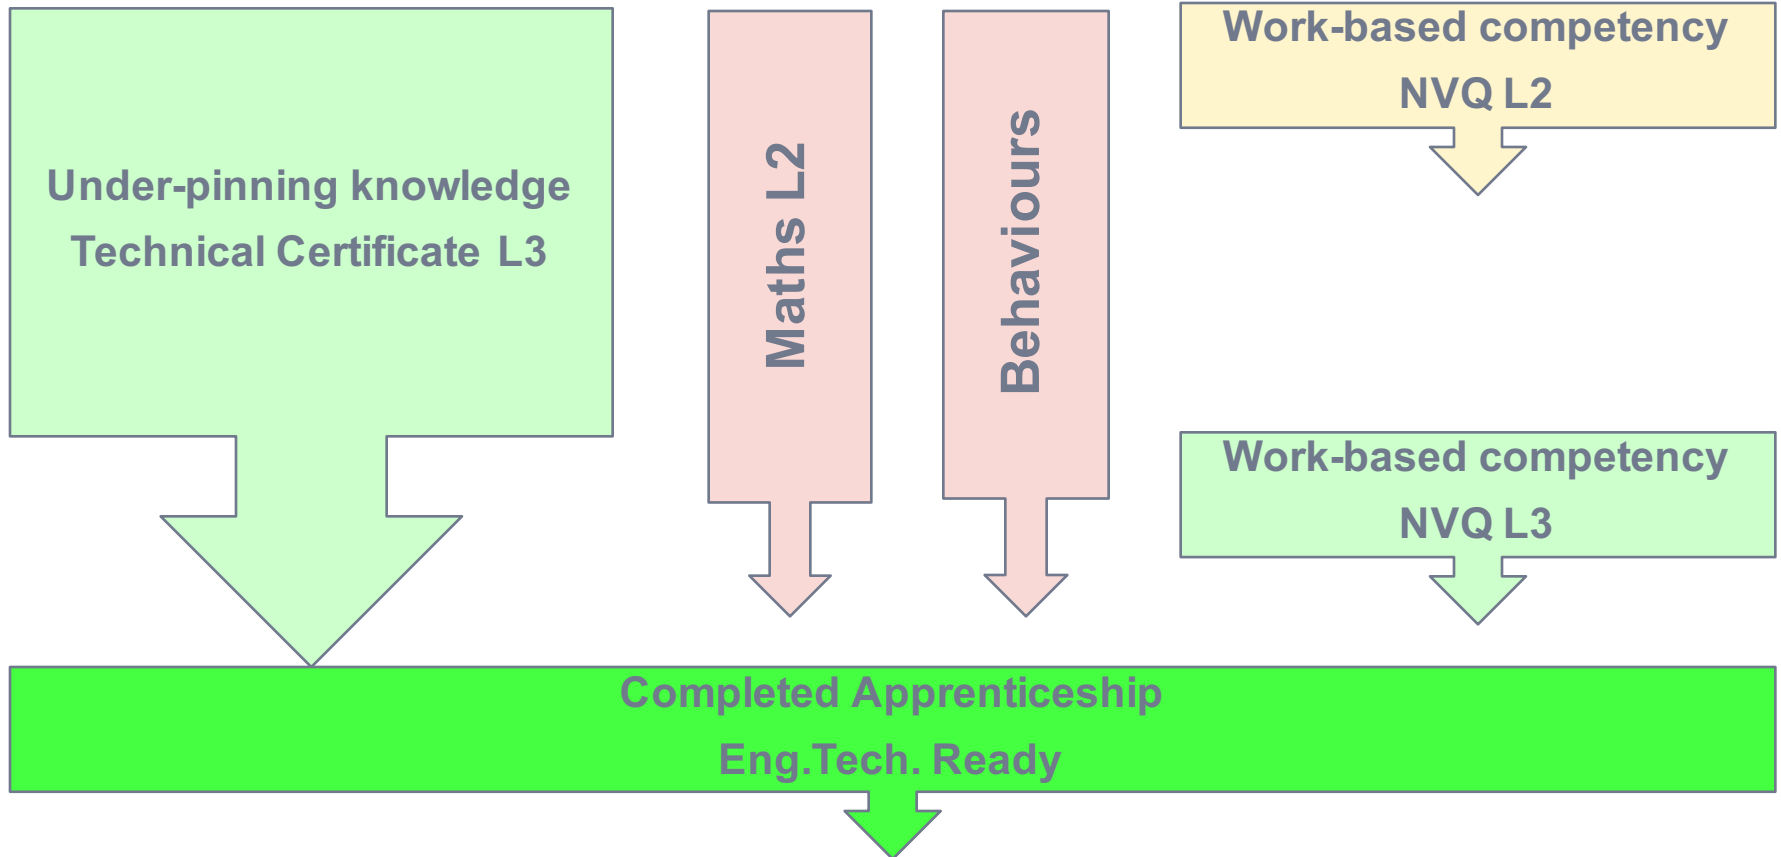 Under-pinning knowledge
Technical Certificate L3
Maths L2
Behaviours
Work-based competency
NVQ L2
Work-based competency
NVQ L3
Completed Apprenticeship
Eng.Tech. Ready